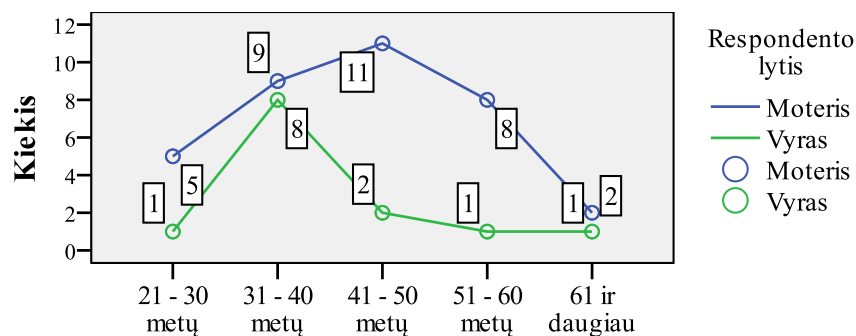 Kiekis
12
10
8
6
4
2
0
1
5
9
8
11
2
1
8
1
2
21 - 30
metų
31 - 40
metų
41 - 50
metų
51 - 60
metų
61 ir
daugiau
Respondento
lytis
Moteris
Vyras
Moteris
Vyras